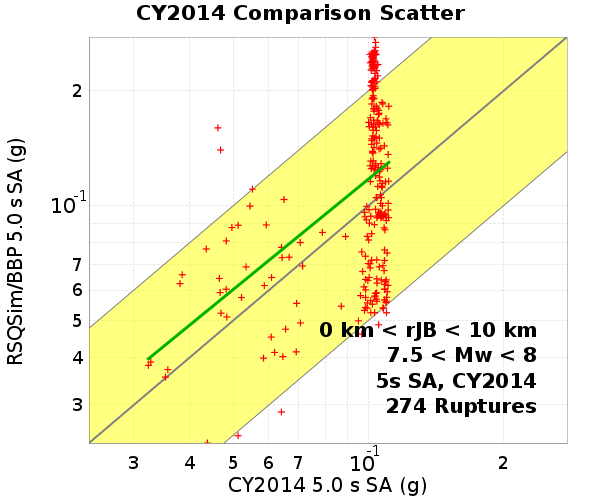 CY2014 Comparison Scatter
RSQSim/BBP 5.0 s SA (g)
2
10⁻¹
7
6
5
4
3
0 km < rJB < 10 km
7.5 < Mw < 8
5s SA, CY2014
274 Ruptures
3 4 5 6 7 10⁻¹ 2
CY2014 5.0 s SA (g)